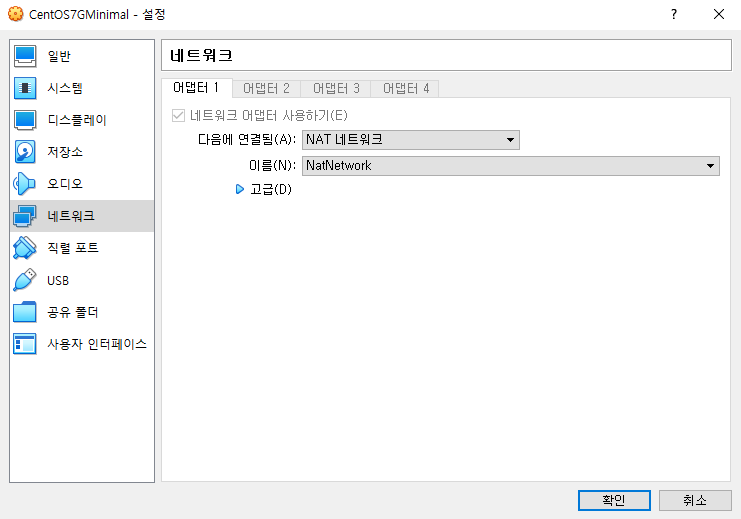 CentOS7GMinimal - 설정
?
일반
시스템
디스플레이
저장소
오디오
네트워크
직렬 포트
USB
공유 폴더
사용자 인터페이스
네트워크
어댑터 1 어댑터 2 어댑터 3 어댑터 4
네트워크 어댑터 사용하기(E)
다음에 연결됨(A): NAT 네트워크
이름(N): NatNetwork
고급(D)
확인 취소